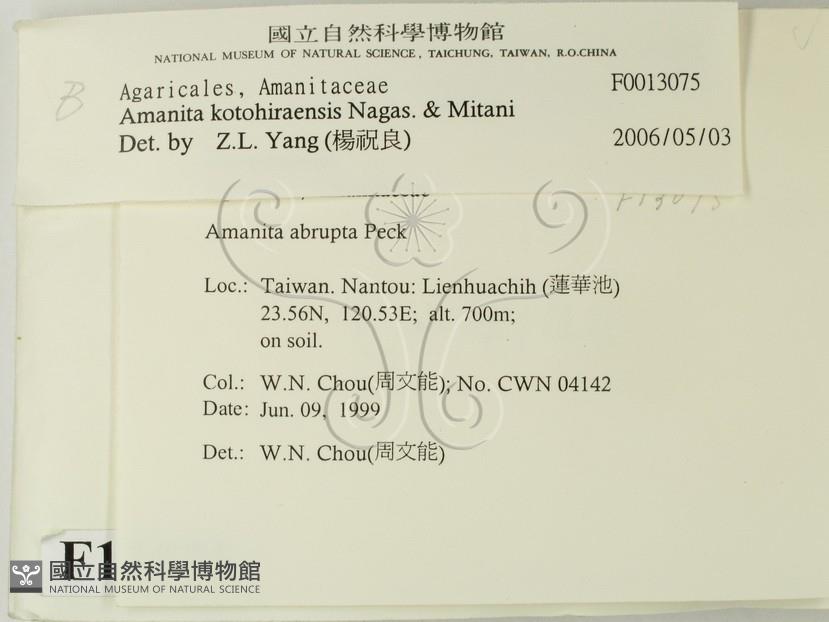 國立自然科學博物館
NATIONAL MUSEUM OF NATURAL SCIENCE, TAICHUNG, TAIWAN, R.O.CHINA
B
Agaricales, Amanitaceae F0013075
Amanita kotohiraensis Nagas. & Mitani
Det. by Z.L. Yang (楊祝良) 2006/05/03
Amanita abrupta Peck
Loc.: Taiwan. Nantou: Lienhuachih (蓮華池)
23.56N, 120.53E; alt. 700m;
on soil.
Col.: W.N. Chou(周文能); No. CWN 04142
Date: Jun. 09, 1999
Det.: W.N. Chou(周文能)
F1
國立自然科學博物館
NATIONAL MUSEUM OF NATURAL SCIENCE